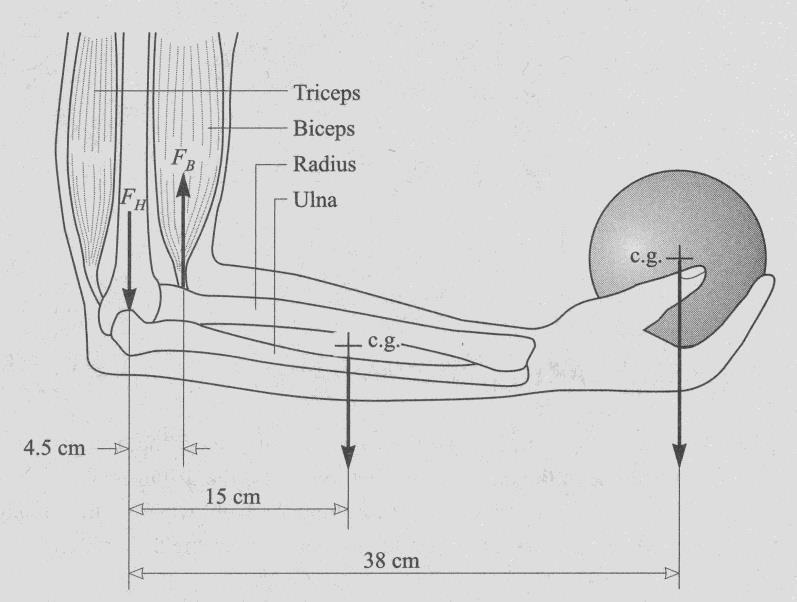 Triceps
Biceps
F_B
Radius
F_H
Ulna
c.g.
c.g.
4.5 cm
15 cm
38 cm